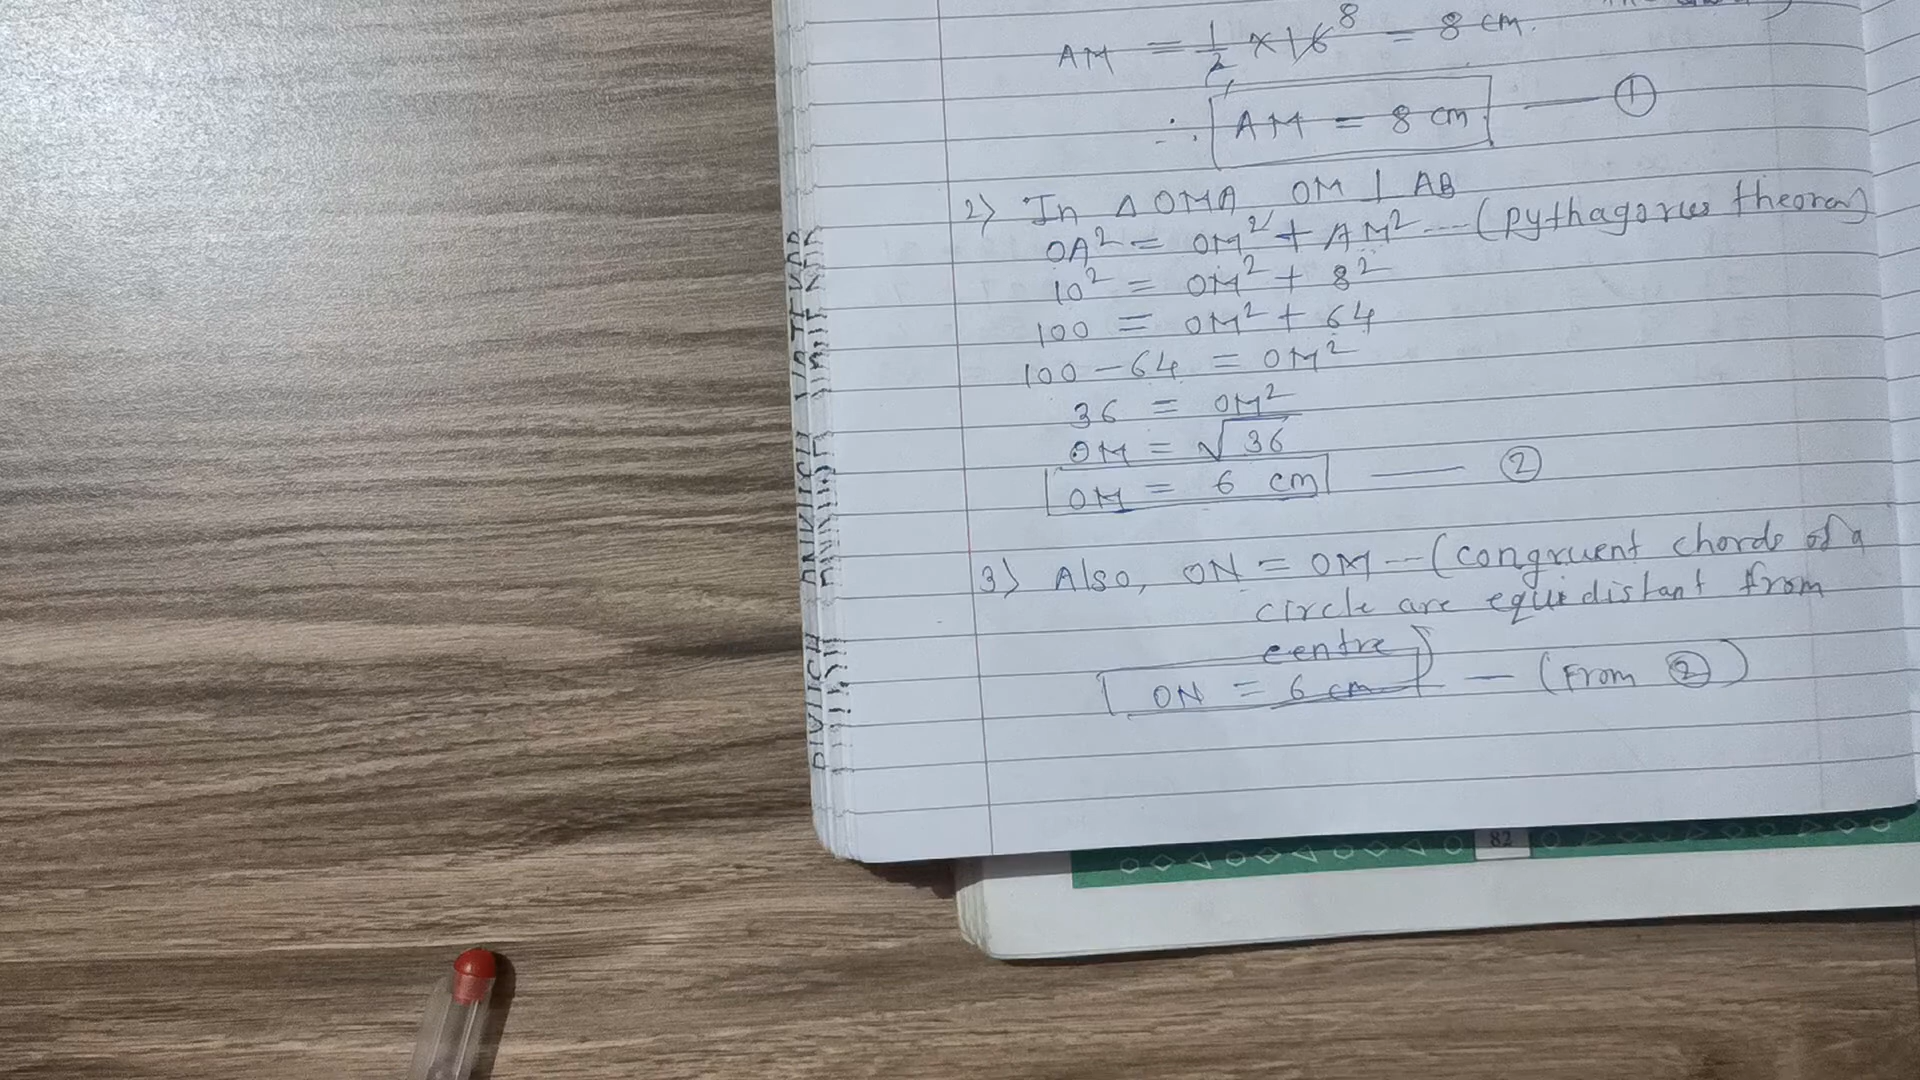 AM = 1/2 × 16 8 = 8 cm.
∴ AM = 8 cm — ①
2) In △OMA OM ⊥ AB
OA² = OM² + AM² --- (pythagories theorem)
10² = OM² + 8²
100 = OM² + 64
100 - 64 = OM²
36 = OM²
OM = √36
OM = 6 cm — ②
3) Also, ON = OM -- (congruent chords of a
circle are equidistant from
centre)
ON = 6 cm — (From ②)
82